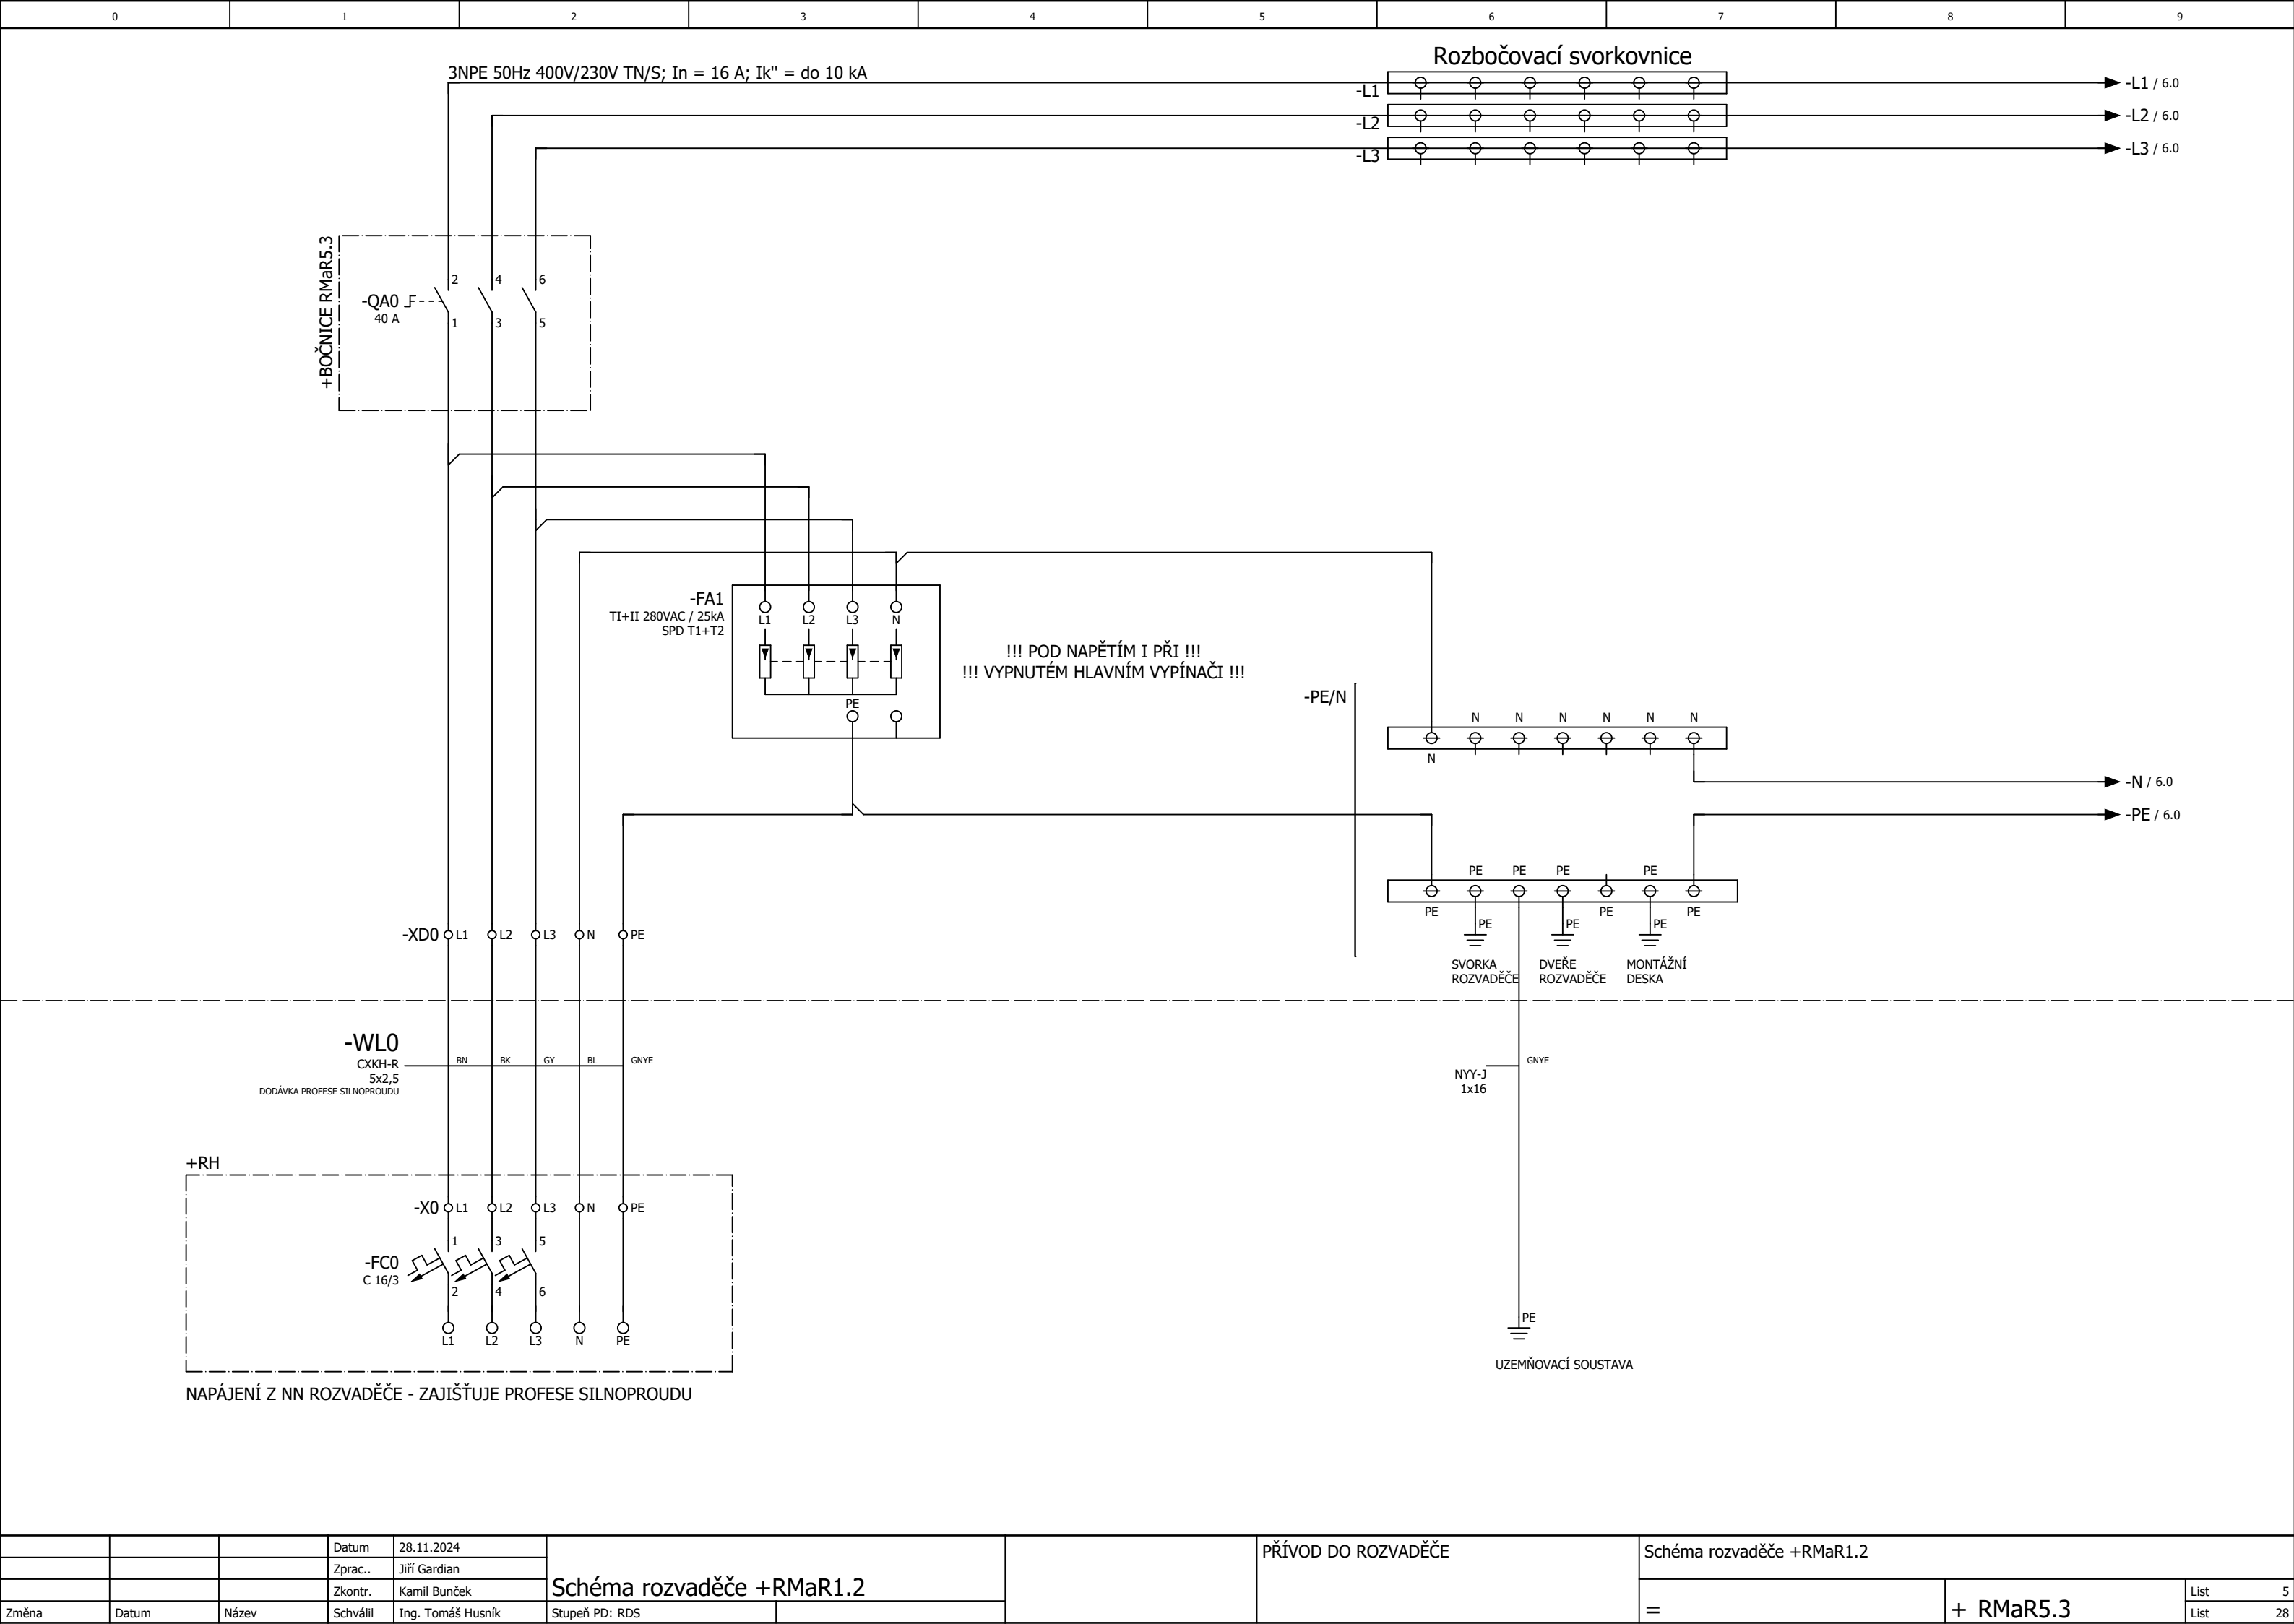 0 1 2 3 4 5 6 7 8 9
Rozbočovací svorkovnice
3NPE 50Hz 400V/230V TN/S; In = 16 A; Ik" = do 10 kA
-L1
-L1 / 6.0
-L2
-L2 / 6.0
-L3
-L3 / 6.0
+BOČNICE RMaR5.3
2 4 6
-QA0
40 A
1 3 5
-FA1
TI+II 280VAC / 25kA
SPD T1+T2
L1 L2 L3 N
PE
!!! POD NAPĚTÍM I PŘI !!!
!!! VYPNUTÉM HLAVNÍM VYPÍNAČI !!!
-PE/N
N N N N N N
N
-N / 6.0
-PE / 6.0
PE PE PE PE
PE PE PE
PE PE PE
SVORKA
ROZVADĚČE
DVEŘE
ROZVADĚČE
MONTÁŽNÍ
DESKA
-XD0 L1 L2 L3 N PE
-WL0
CXKH-R
5x2,5
DODÁVKA PROFESE SILNOPROUDU
BN BK GY BL GNYE
NYY-J
1x16
GNYE
+RH
-X0 L1 L2 L3 N PE
1 3 5
-FC0
C 16/3
2 4 6
L1 L2 L3 N PE
PE
UZEMŇOVACÍ SOUSTAVA
NAPÁJENÍ Z NN ROZVADĚČE - ZAJIŠŤUJE PROFESE SILNOPROUDU
Datum 28.11.2024
Zprac.. Jiří Gardian
Zkontr. Kamil Bunček
Změna Datum Název Schválil Ing. Tomáš Husník
Schéma rozvaděče +RMaR1.2
Stupeň PD: RDS
PŘÍVOD DO ROZVADĚČE
Schéma rozvaděče +RMaR1.2
=
+ RMaR5.3
List 5
List 28